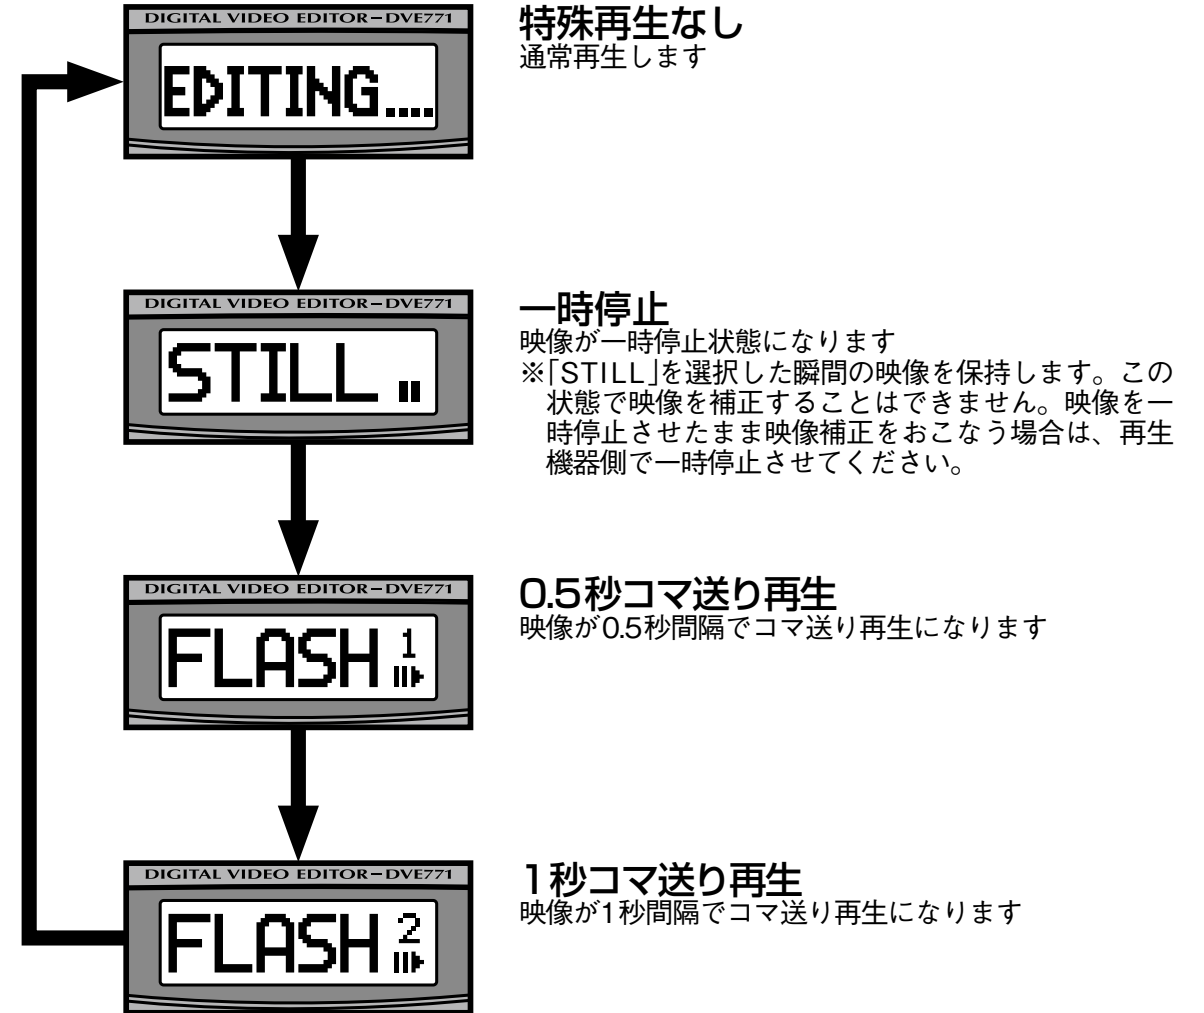 DIGITAL VIDEO EDITOR−DVE771
EDITING....
特殊再生なし
通常再生します
DIGITAL VIDEO EDITOR−DVE771
STILL
一時停止
映像が一時停止状態になります
※「STILL」を選択した瞬間の映像を保持します。この
状態で映像を補正することはできません。映像を一
時停止させたまま映像補正をおこなう場合は、再生
機器側で一時停止させてください。
DIGITAL VIDEO EDITOR−DVE771
FLASH 1
0.5秒コマ送り再生
映像が0.5秒間隔でコマ送り再生になります
DIGITAL VIDEO EDITOR−DVE771
FLASH 2
1秒コマ送り再生
映像が1秒間隔でコマ送り再生になります